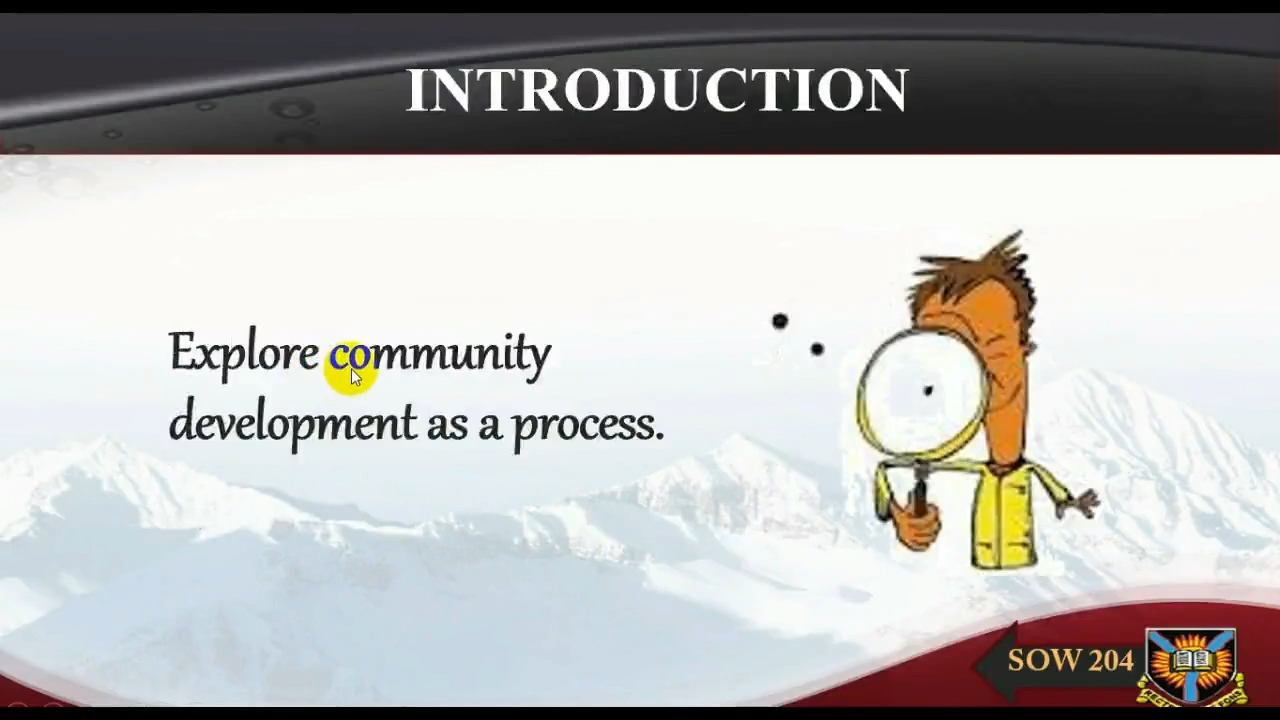 INTRODUCTION
Explore community
development as a process.
SOW 204